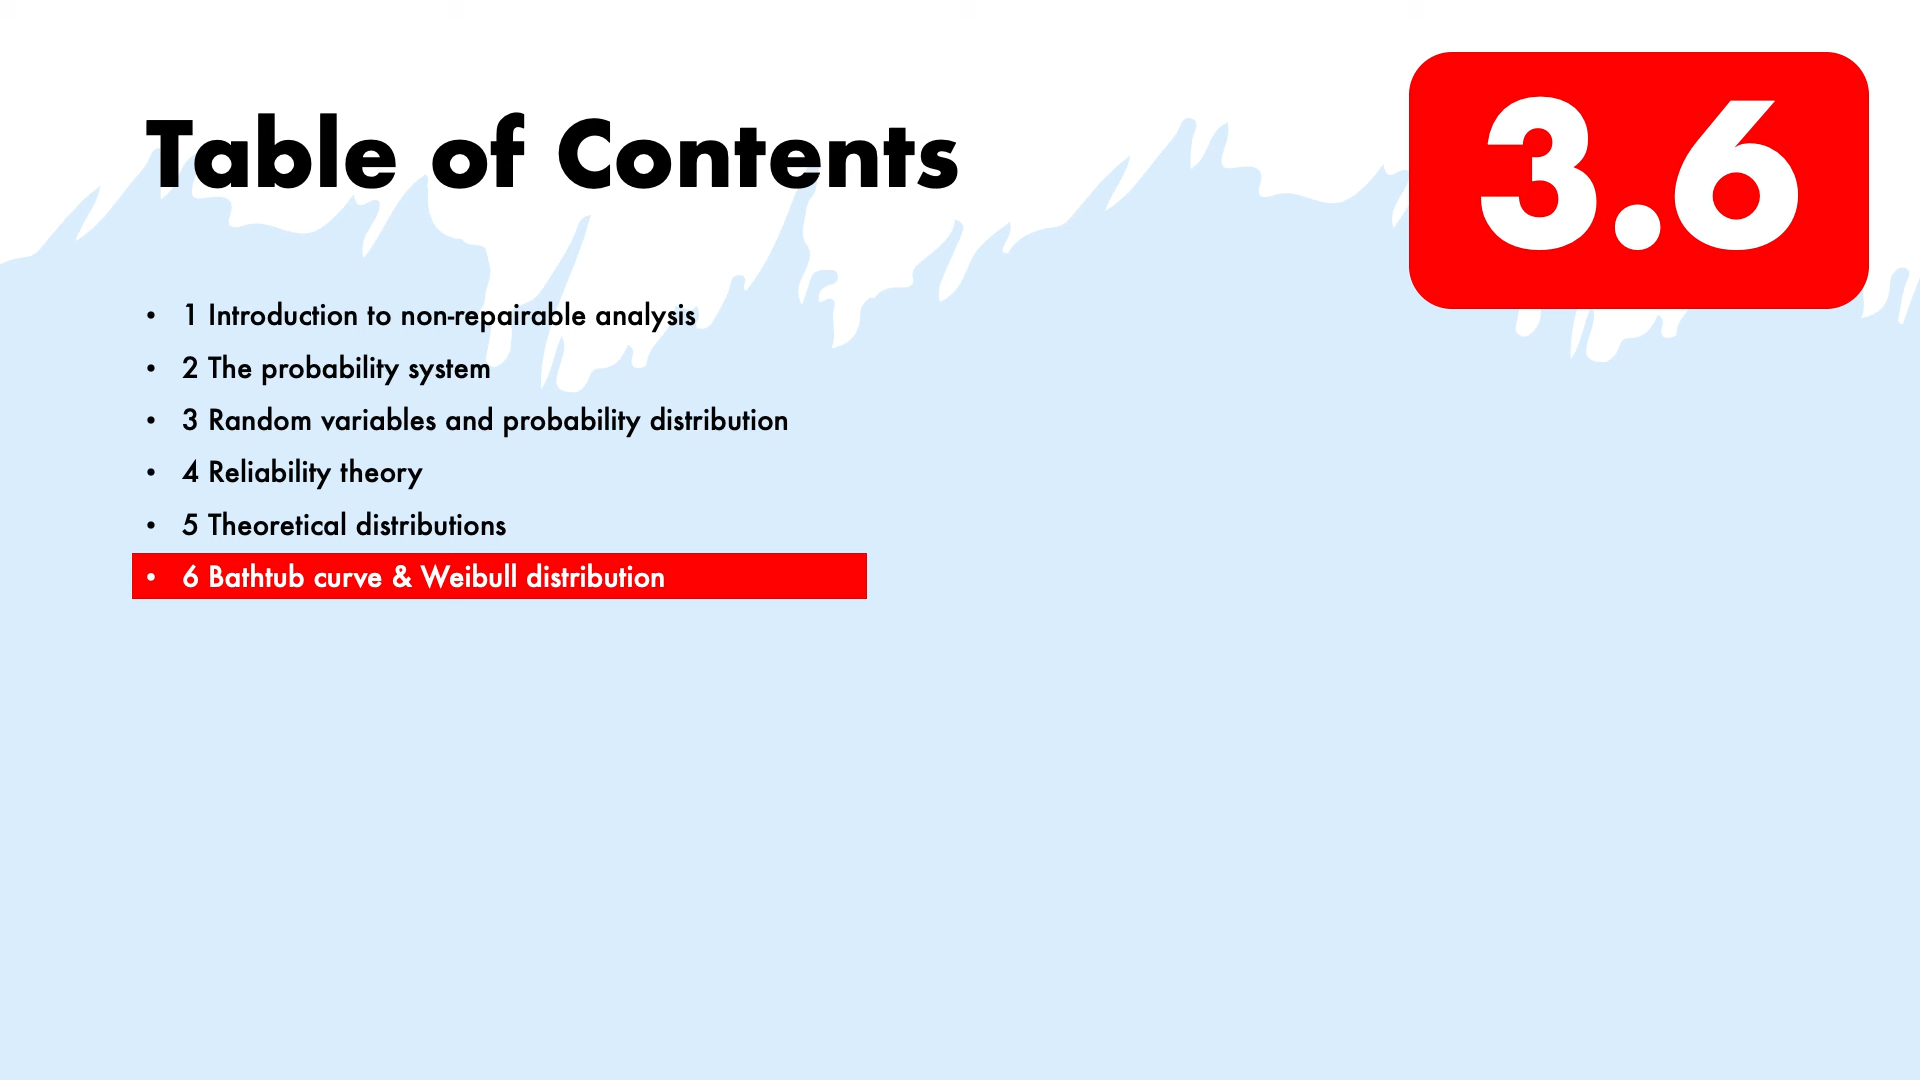 Table of Contents
3.6
• 1 Introduction to non-repairable analysis
• 2 The probability system
• 3 Random variables and probability distribution
• 4 Reliability theory
• 5 Theoretical distributions
• 6 Bathtub curve & Weibull distribution